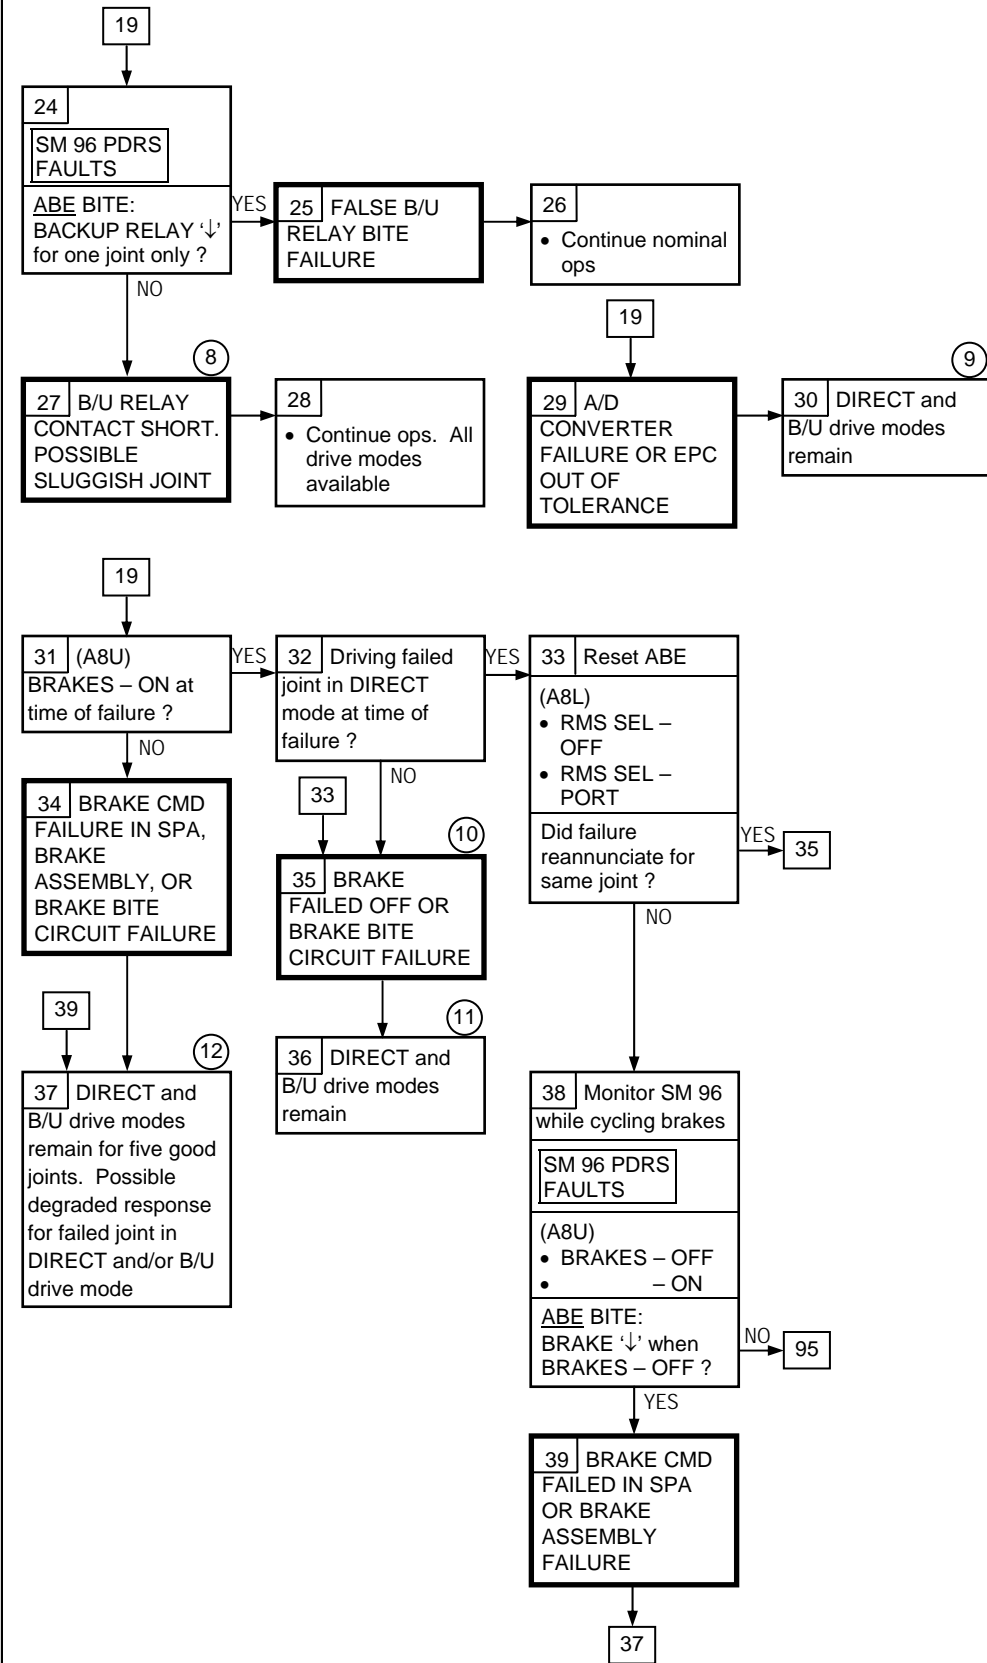 19
24
SM 96 PDRS
FAULTS
ABE BITE:
BACKUP RELAY ‘↓’
for one joint only ?
YES
NO
25 FALSE B/U
RELAY BITE
FAILURE
26
• Continue nominal
ops
8
27 B/U RELAY
CONTACT SHORT.
POSSIBLE
SLUGGISH JOINT
28
• Continue ops. All
drive modes
available
19
29 A/D
CONVERTER
FAILURE OR EPC
OUT OF
TOLERANCE
9
30 DIRECT and
B/U drive modes
remain
19
31 (A8U)
BRAKES – ON at
time of failure ?
YES
NO
32 Driving failed
joint in DIRECT
mode at time of
failure ?
YES
NO
33 Reset ABE
(A8L)
• RMS SEL –
OFF
• RMS SEL –
PORT
Did failure
reannunciate for
same joint ?
YES
35
NO
34 BRAKE CMD
FAILURE IN SPA,
BRAKE
ASSEMBLY, OR
BRAKE BITE
CIRCUIT FAILURE
33
10
35 BRAKE
FAILED OFF OR
BRAKE BITE
CIRCUIT FAILURE
11
36 DIRECT and
B/U drive modes
remain
39
12
37 DIRECT and
B/U drive modes
remain for five good
joints. Possible
degraded response
for failed joint in
DIRECT and/or B/U
drive mode
38 Monitor SM 96
while cycling brakes
SM 96 PDRS
FAULTS
(A8U)
• BRAKES – OFF
• – ON
ABE BITE:
BRAKE ‘↓’ when
BRAKES – OFF ?
NO
95
YES
39 BRAKE CMD
FAILED IN SPA
OR BRAKE
ASSEMBLY
FAILURE
37